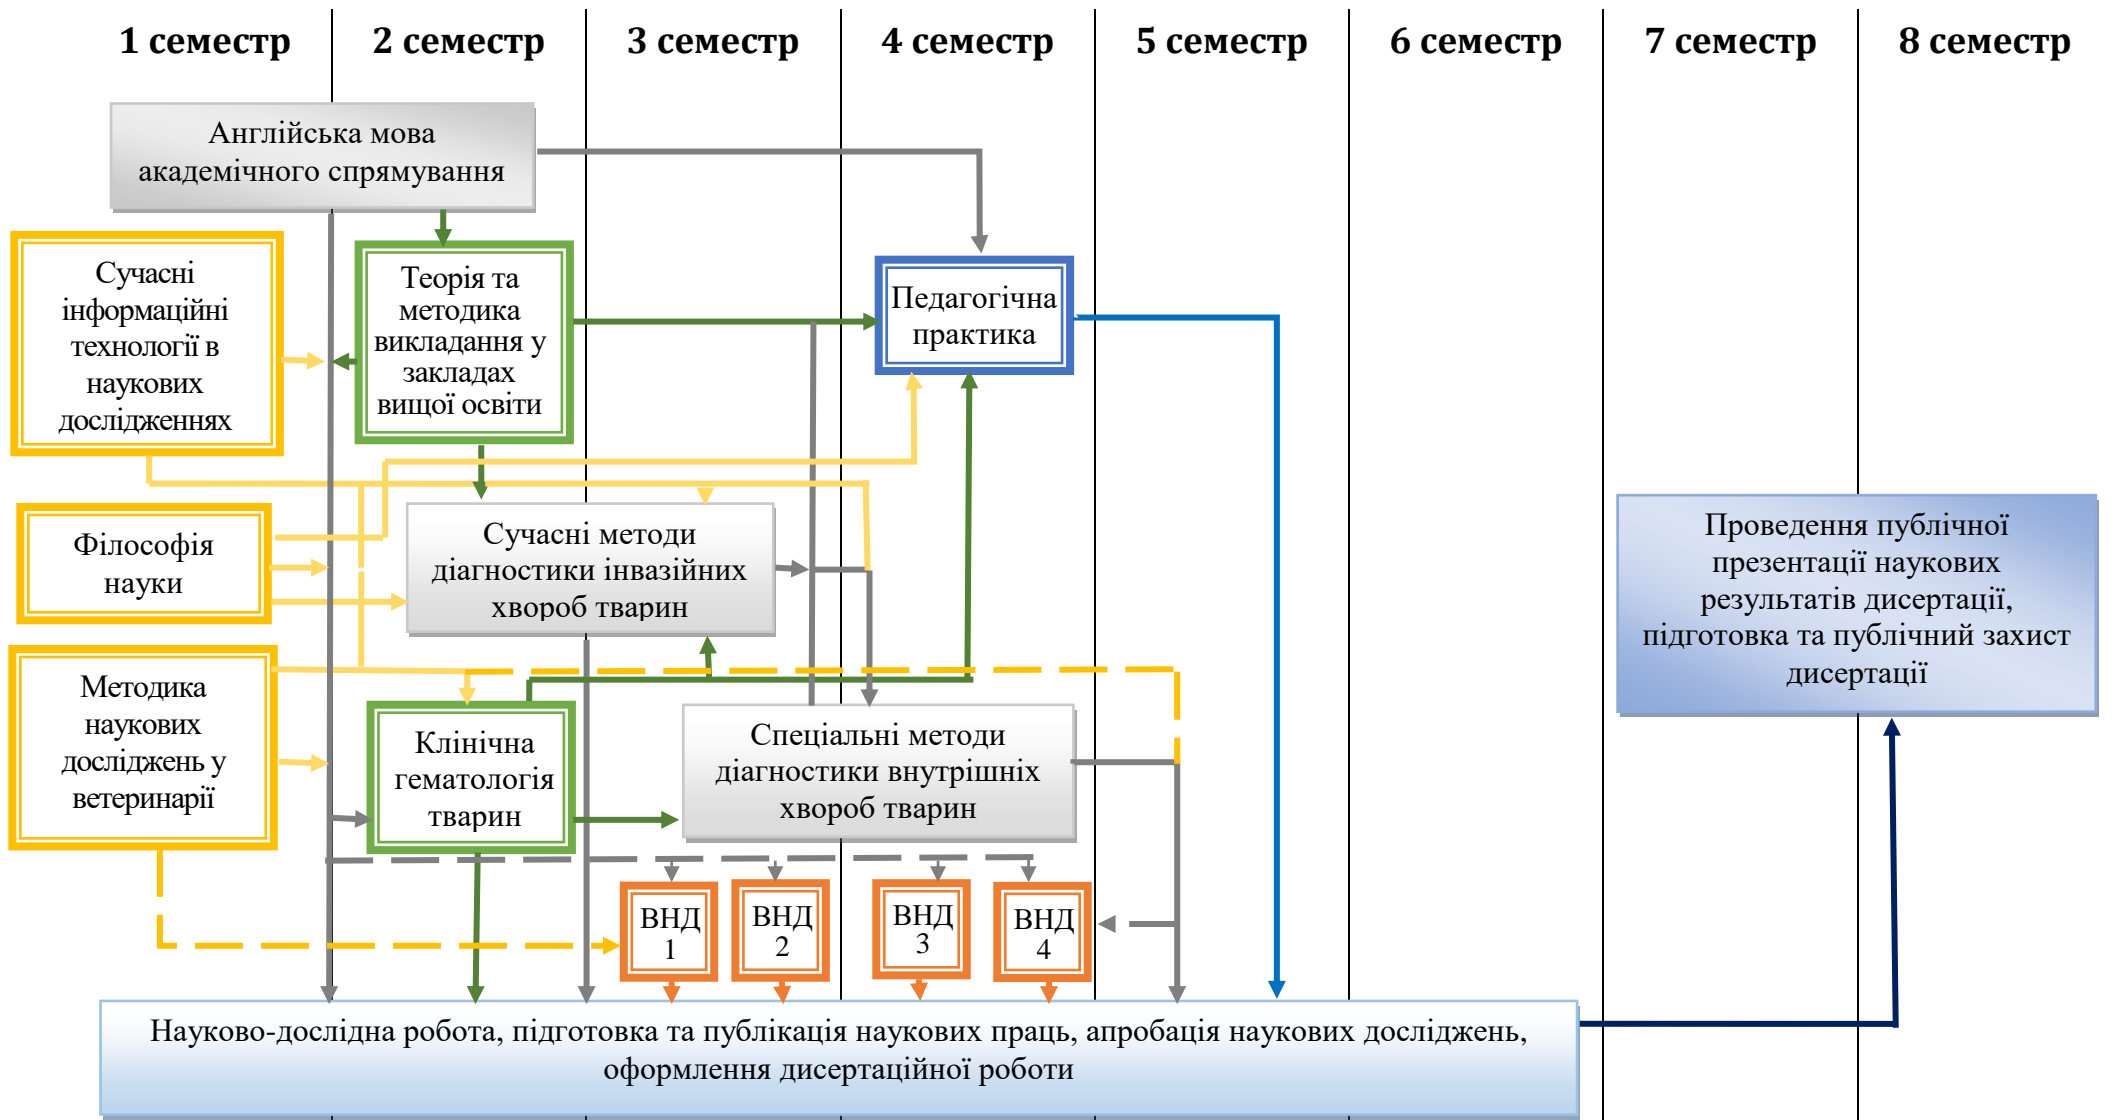 1 семестр 2 семестр 3 семестр 4 семестр 5 семестр 6 семестр 7 семестр 8 семестр
Англійська мова
академічного спрямування
Сучасні
інформаційні
технології в
наукових
дослідженнях
Теорія та
методика
викладання у
закладах
вищої освіти
Педагогічна
практика
Філософія
науки
Сучасні методи
діагностики інвазійних
хвороб тварин
Проведення публічної
презентації наукових
результатів дисертації,
підготовка та публічний захист
дисертації
Методика
наукових
досліджень у
ветеринарії
Клінічна
гематологія
тварин
Спеціальні методи
діагностики внутрішніх
хвороб тварин
ВНД
1
ВНД
2
ВНД
3
ВНД
4
Науково-дослідна робота, підготовка та публікація наукових праць, апробація наукових досліджень,
оформлення дисертаційної роботи